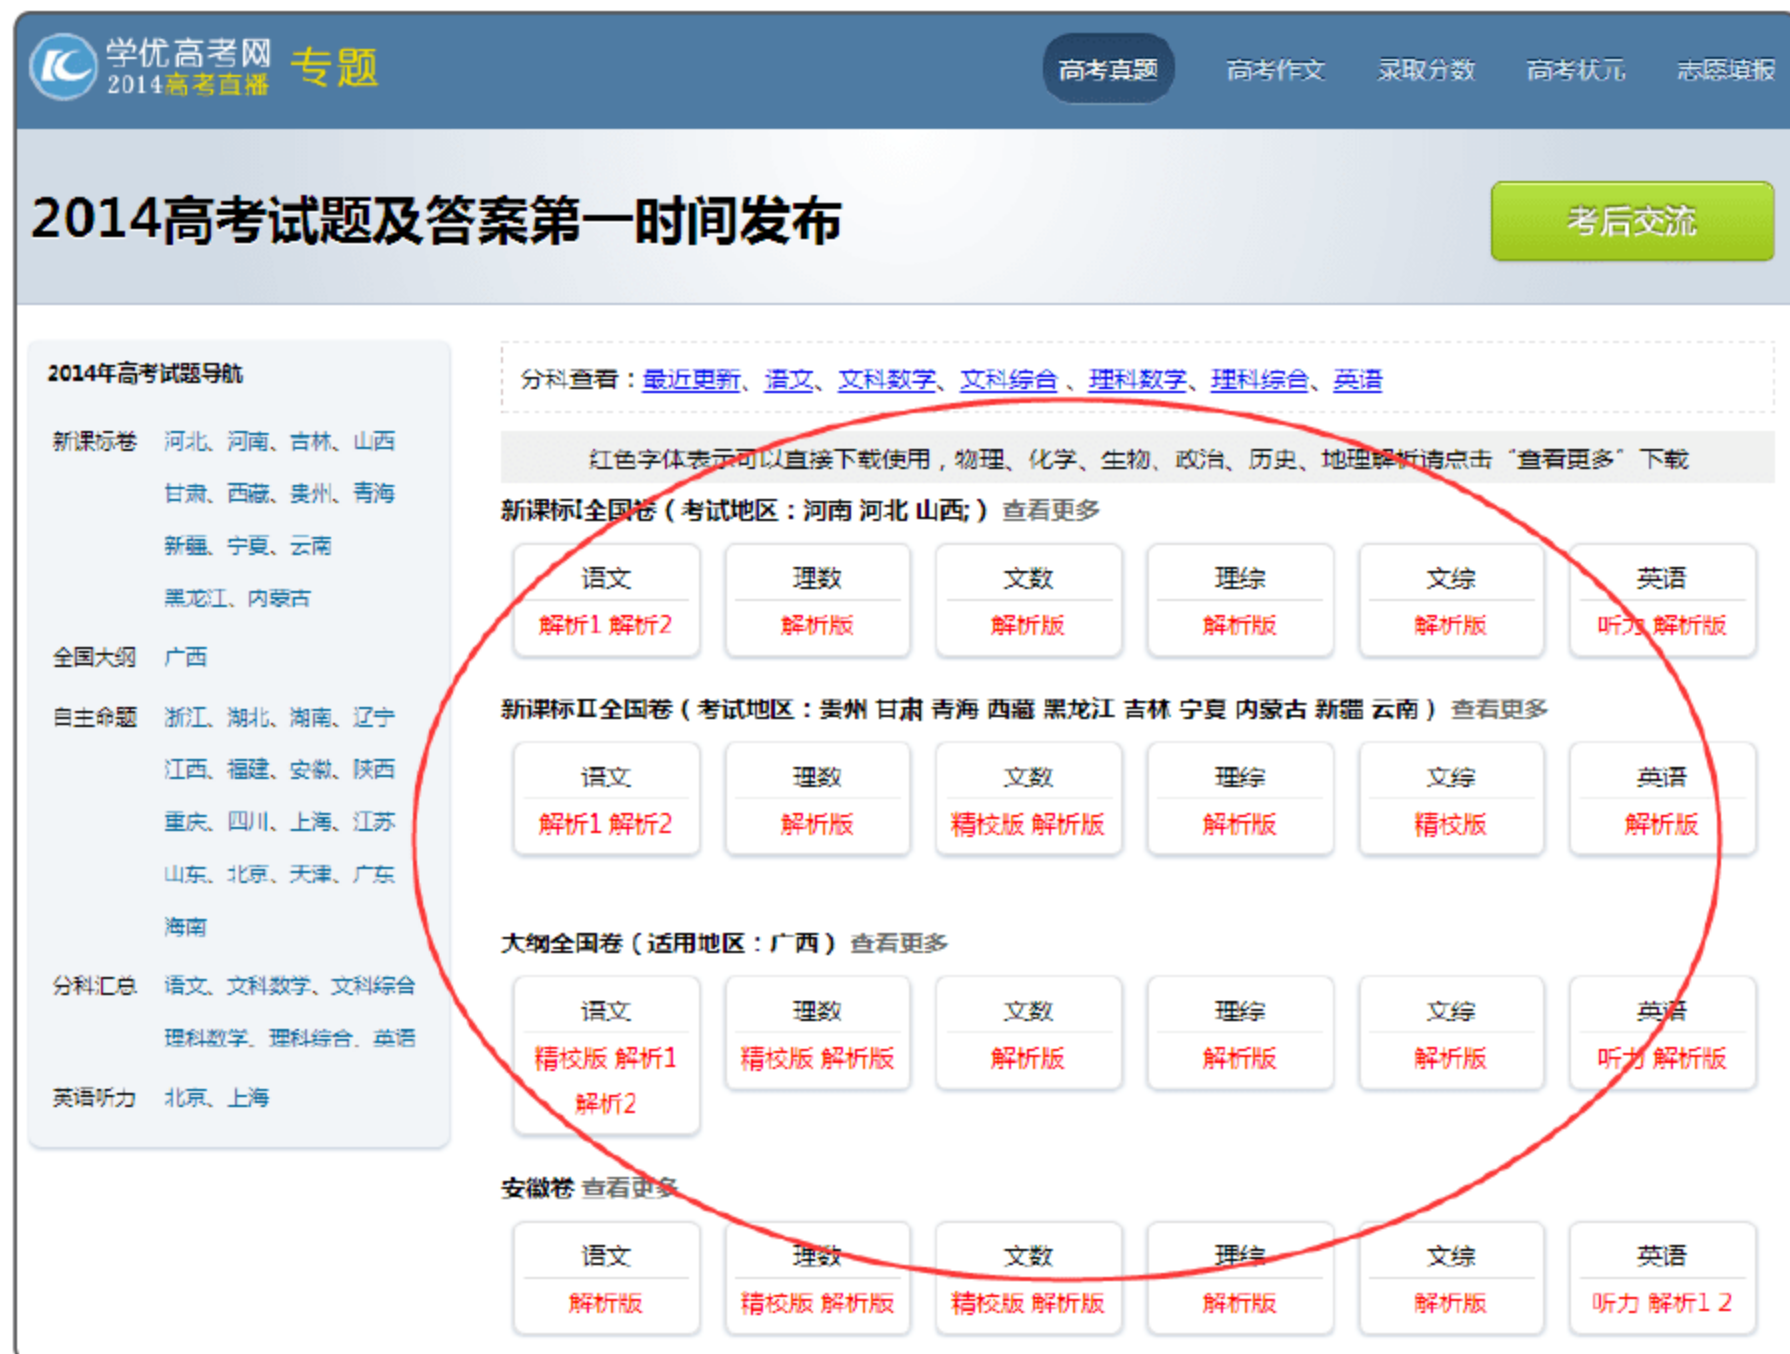 学优高考网
2014高考直播
专题
高考真题 高考作文 录取分数 高考状元 志愿填报
2014高考试题及答案第一时间发布
考后交流
2014年高考试题导航
新课标卷 河北、河南、吉林、山西
甘肃、西藏、贵州、青海
新疆、宁夏、云南
黑龙江、内蒙古
全国大纲 广西
自主命题 浙江、湖北、湖南、辽宁
江西、福建、安徽、陕西
重庆、四川、上海、江苏
山东、北京、天津、广东
海南
分科汇总 语文、文科数学、文科综合
理科数学、理科综合、英语
英语听力 北京、上海
分科查看：最近更新、语文、文科数学、文科综合 、理科数学、理科综合、英语
红色字体表示可以直接下载使用，物理、化学、生物、政治、历史、地理解析请点击“查看更多”下载
新课标I全国卷（考试地区：河南 河北 山西;） 查看更多
语文 理数 文数 理综 文综 英语
解析1 解析2 解析版 解析版 解析版 解析版 听力 解析版
新课标II全国卷（考试地区：贵州 甘肃 青海 西藏 黑龙江 吉林 宁夏 内蒙古 新疆 云南） 查看更多
语文 理数 文数 理综 文综 英语
解析1 解析2 解析版 精校版 解析版 解析版 精校版 解析版
大纲全国卷（适用地区：广西） 查看更多
语文 理数 文数 理综 文综 英语
精校版 解析1 精校版 解析版 解析版 解析版 解析版 听力 解析版
解析2
安徽卷 查看更多
语文 理数 文数 理综 文综 英语
解析版 精校版 解析版 精校版 解析版 解析版 解析版 听力 解析1 2